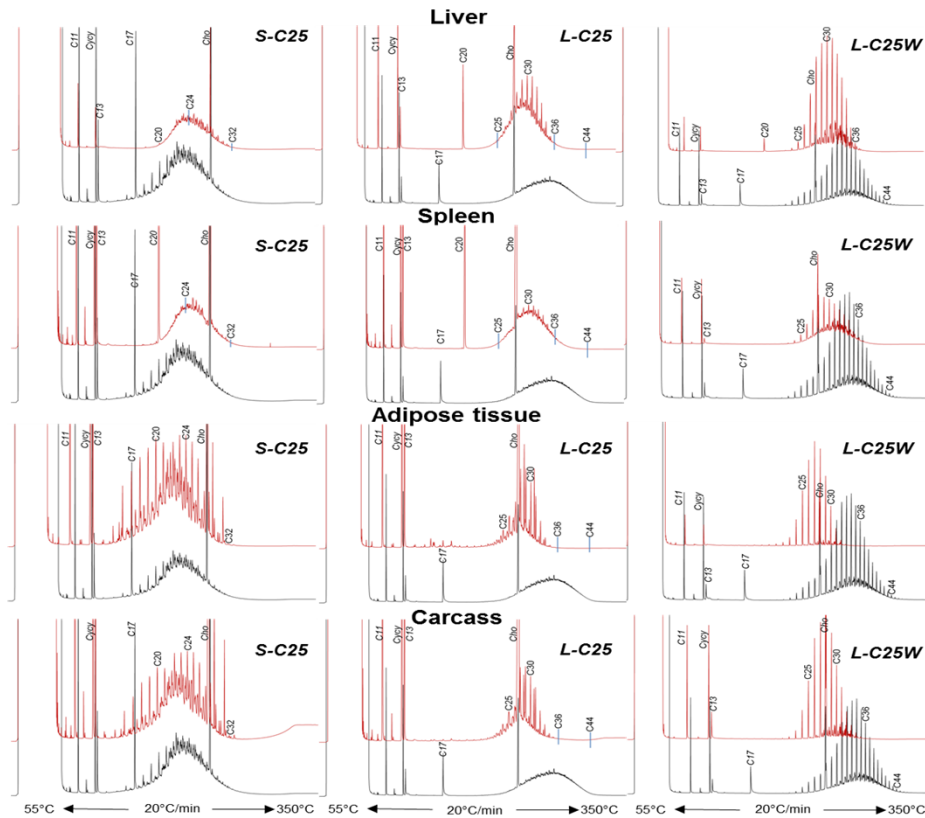 Liver
S-C25
C11
Cycy
C13
C17
C20
C24
Cho
C32
L-C25
C11
Cycy
C13
C17
C20
C25
Cho
C30
C36
C44
L-C25W
C11
Cycy
C13
C17
C20
C25
Cho
C30
C36
C44
Spleen
S-C25
C11
Cycy
C13
C17
C20
C24
Cho
C32
L-C25
C11
Cycy
C13
C17
C20
C25
Cho
C30
C36
C44
L-C25W
C11
Cycy
C13
C17
C25
Cho
C30
C36
C44
Adipose tissue
S-C25
C11
Cycy
C13
C17
C20
C24
Cho
C32
L-C25
C11
Cycy
C13
C17
C25
Cho
C30
C36
C44
L-C25W
C11
Cycy
C13
C17
C25
Cho
C30
C36
C44
Carcass
S-C25
Cycy
C17
C20
C24
Cho
C32
L-C25
C11
Cycy
C13
C17
C25
Cho
C30
C36
C44
L-C25W
C11
Cycy
C13
C17
C25
Cho
C30
C36
C44
55°C 20°C/min 350°C 55°C 20°C/min 350°C 55°C 20°C/min 350°C